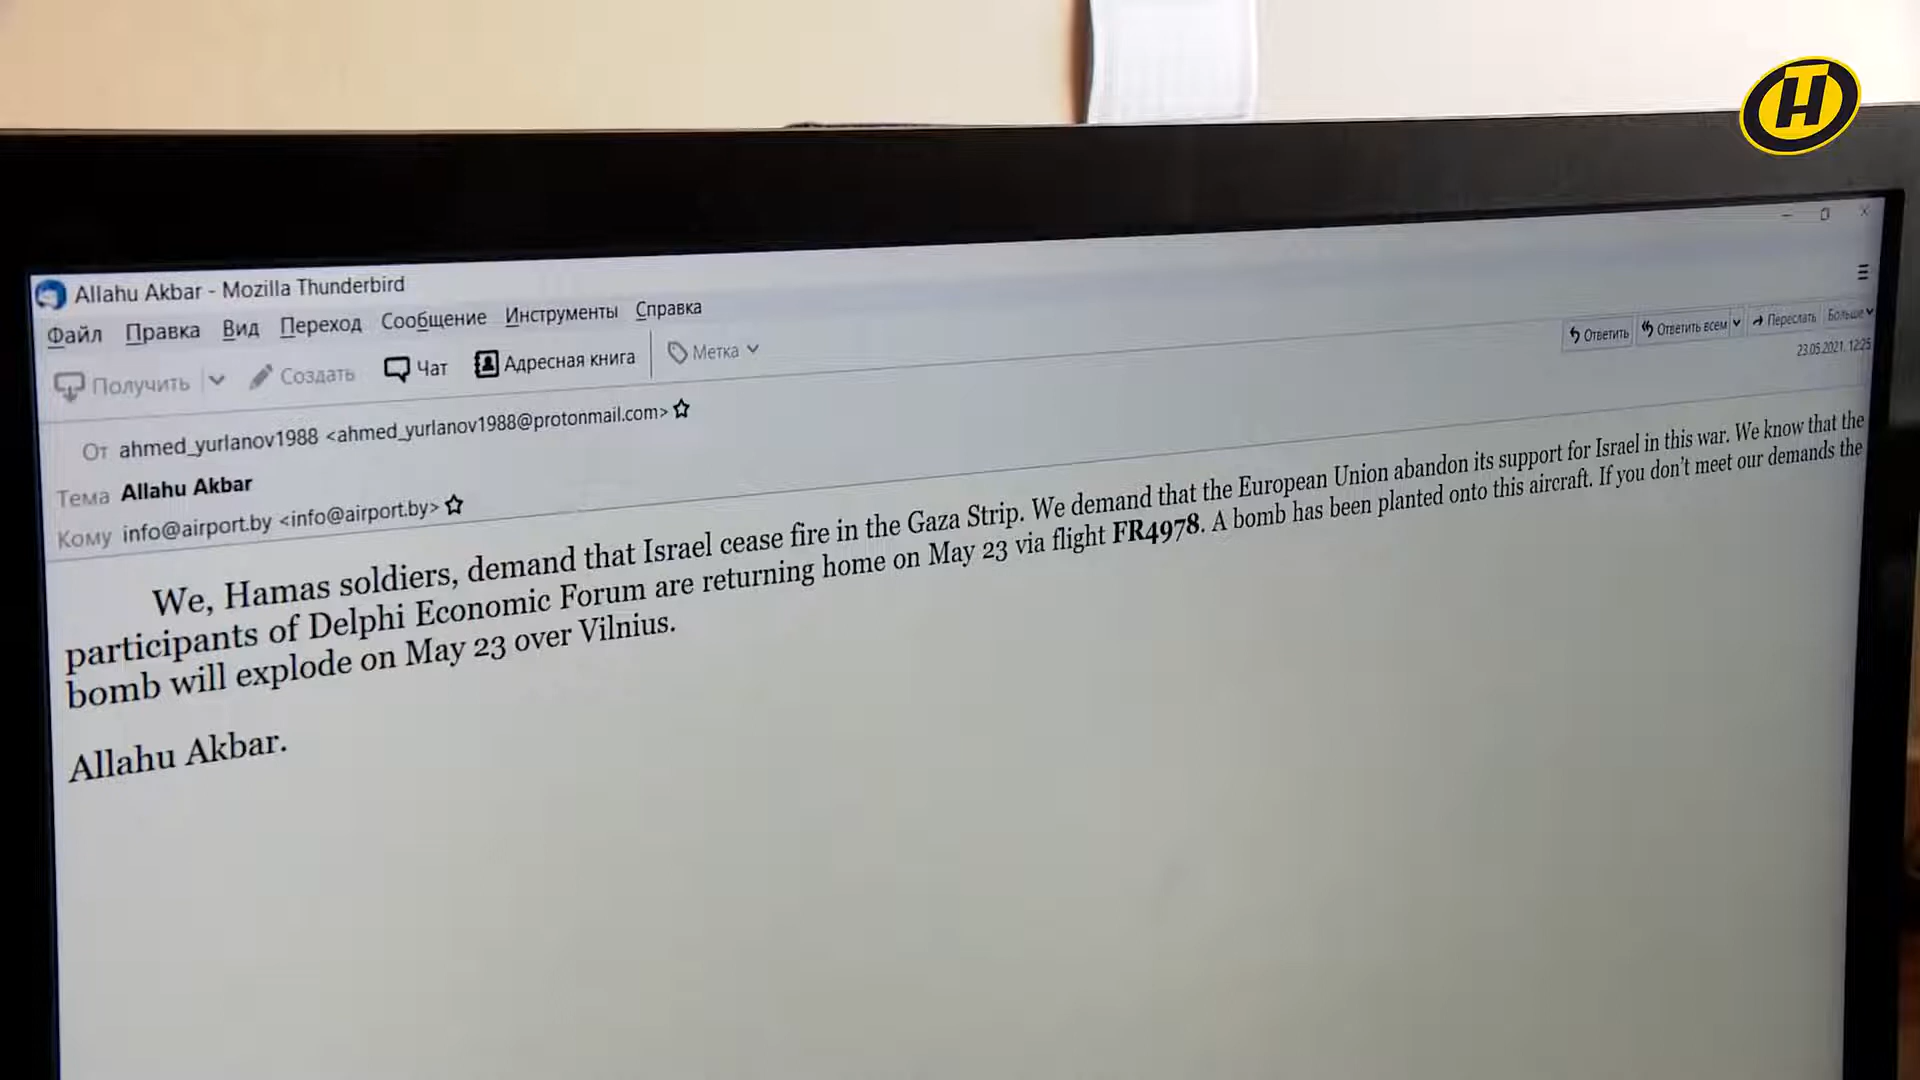 Allahu Akbar - Mozilla Thunderbird
Файл Правка Вид Переход Сообщение Инструменты Справка
Получить Создать Чат Адресная книга Метка
Ответить Ответить всем Переслать Больше
От ahmed_yurlanov1988 <ahmed_yurlanov1988@protonmail.com>
23.05.2021, 12:25
Тема Allahu Akbar
Кому info@airport.by <info@airport.by>
We, Hamas soldiers, demand that Israel cease fire in the Gaza Strip. We demand that the European Union abandon its support for Israel in this war. We know that the
participants of Delphi Economic Forum are returning home on May 23 via flight FR4978. A bomb has been planted onto this aircraft. If you don't meet our demands the
bomb will explode on May 23 over Vilnius.
Allahu Akbar.